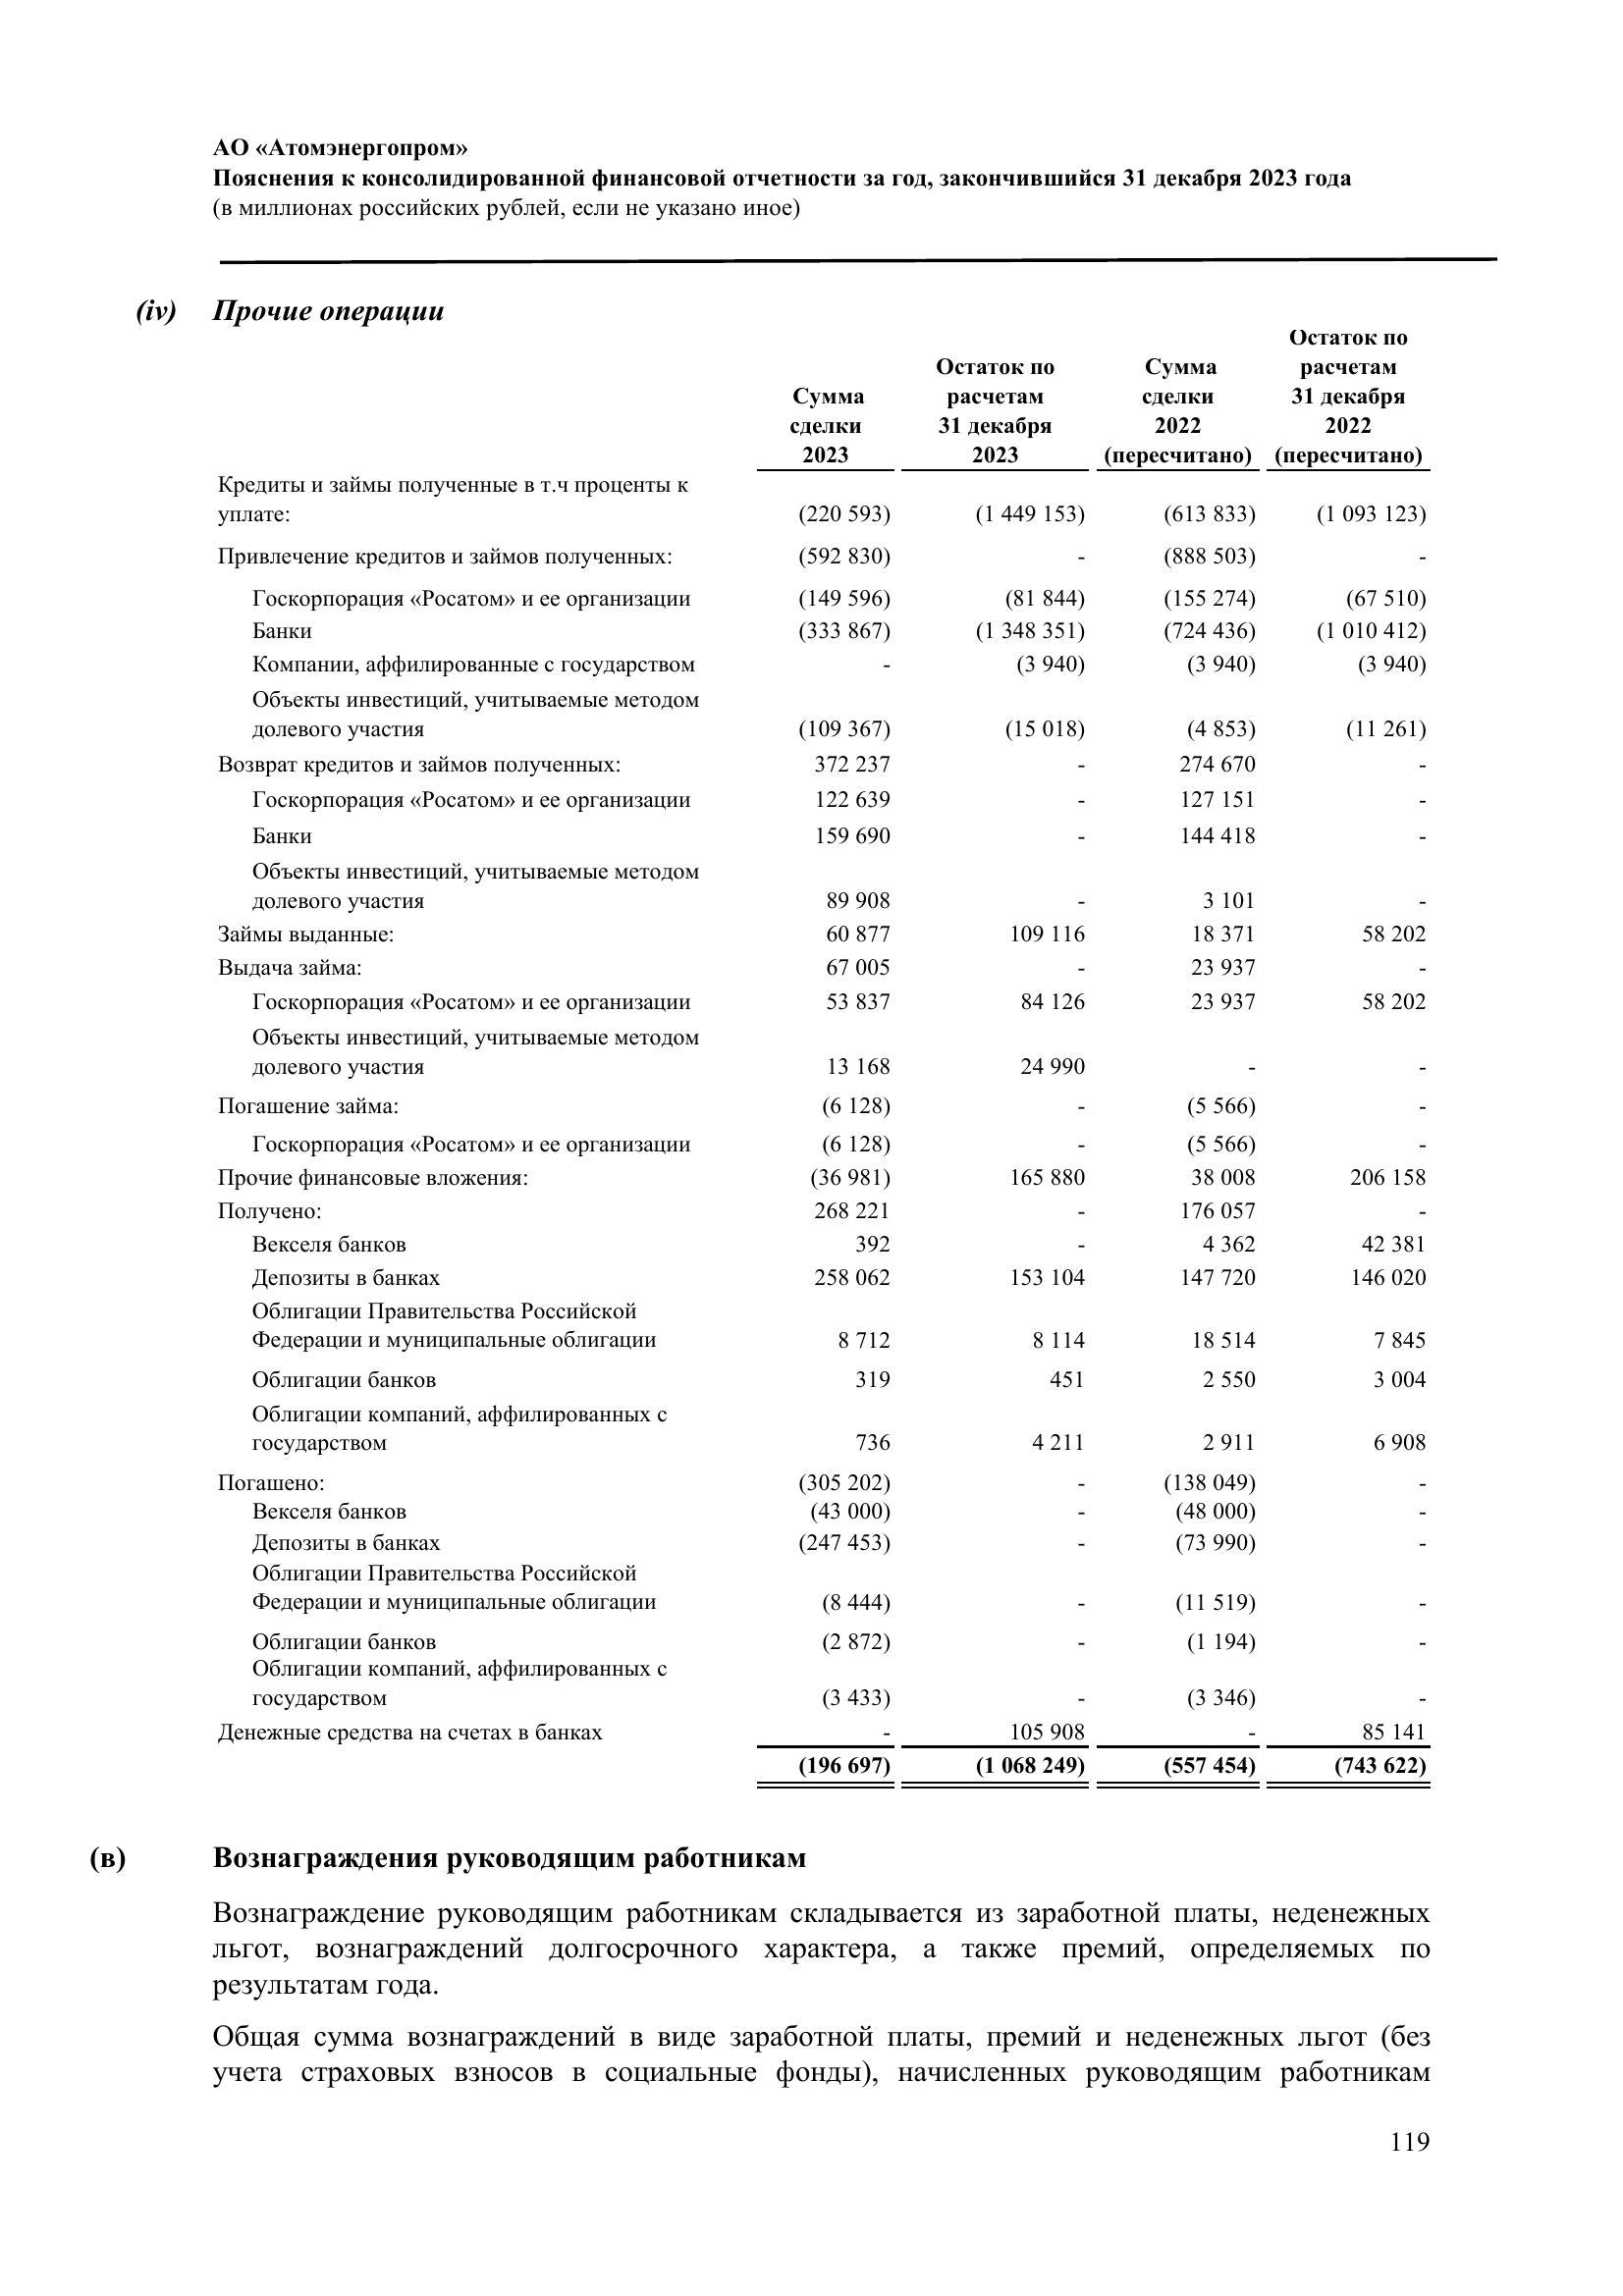 АО «Атомэнергопром»
Пояснения к консолидированной финансовой отчетности за год, закончившийся 31 декабря 2023 года
(в миллионах российских рублей, если не указано иное)
(iv) Прочие операции
Сумма сделки 2023 | Остаток по расчетам 31 декабря 2023 | Сумма сделки 2022 (пересчитано) | Остаток по расчетам 31 декабря 2022 (пересчитано)
Кредиты и займы полученные в т.ч проценты к
уплате: (220 593) (1 449 153) (613 833) (1 093 123)
Привлечение кредитов и займов полученных: (592 830) - (888 503) -
Госкорпорация «Росатом» и ее организации (149 596) (81 844) (155 274) (67 510)
Банки (333 867) (1 348 351) (724 436) (1 010 412)
Компании, аффилированные с государством - (3 940) (3 940) (3 940)
Объекты инвестиций, учитываемые методом
долевого участия (109 367) (15 018) (4 853) (11 261)
Возврат кредитов и займов полученных: 372 237 - 274 670 -
Госкорпорация «Росатом» и ее организации 122 639 - 127 151 -
Банки 159 690 - 144 418 -
Объекты инвестиций, учитываемые методом
долевого участия 89 908 - 3 101 -
Займы выданные: 60 877 109 116 18 371 58 202
Выдача займа: 67 005 - 23 937 -
Госкорпорация «Росатом» и ее организации 53 837 84 126 23 937 58 202
Объекты инвестиций, учитываемые методом
долевого участия 13 168 24 990 - -
Погашение займа: (6 128) - (5 566) -
Госкорпорация «Росатом» и ее организации (6 128) - (5 566) -
Прочие финансовые вложения: (36 981) 165 880 38 008 206 158
Получено: 268 221 - 176 057 -
Векселя банков 392 - 4 362 42 381
Депозиты в банках 258 062 153 104 147 720 146 020
Облигации Правительства Российской
Федерации и муниципальные облигации 8 712 8 114 18 514 7 845
Облигации банков 319 451 2 550 3 004
Облигации компаний, аффилированных с
государством 736 4 211 2 911 6 908
Погашено: (305 202) - (138 049) -
Векселя банков (43 000) - (48 000) -
Депозиты в банках (247 453) - (73 990) -
Облигации Правительства Российской
Федерации и муниципальные облигации (8 444) - (11 519) -
Облигации банков (2 872) - (1 194) -
Облигации компаний, аффилированных с
государством (3 433) - (3 346) -
Денежные средства на счетах в банках - 105 908 - 85 141
(196 697) (1 068 249) (557 454) (743 622)
(в) Вознаграждения руководящим работникам
Вознаграждение руководящим работникам складывается из заработной платы, неденежных
льгот, вознаграждений долгосрочного характера, а также премий, определяемых по
результатам года.
Общая сумма вознаграждений в виде заработной платы, премий и неденежных льгот (без
учета страховых взносов в социальные фонды), начисленных руководящим работникам
119